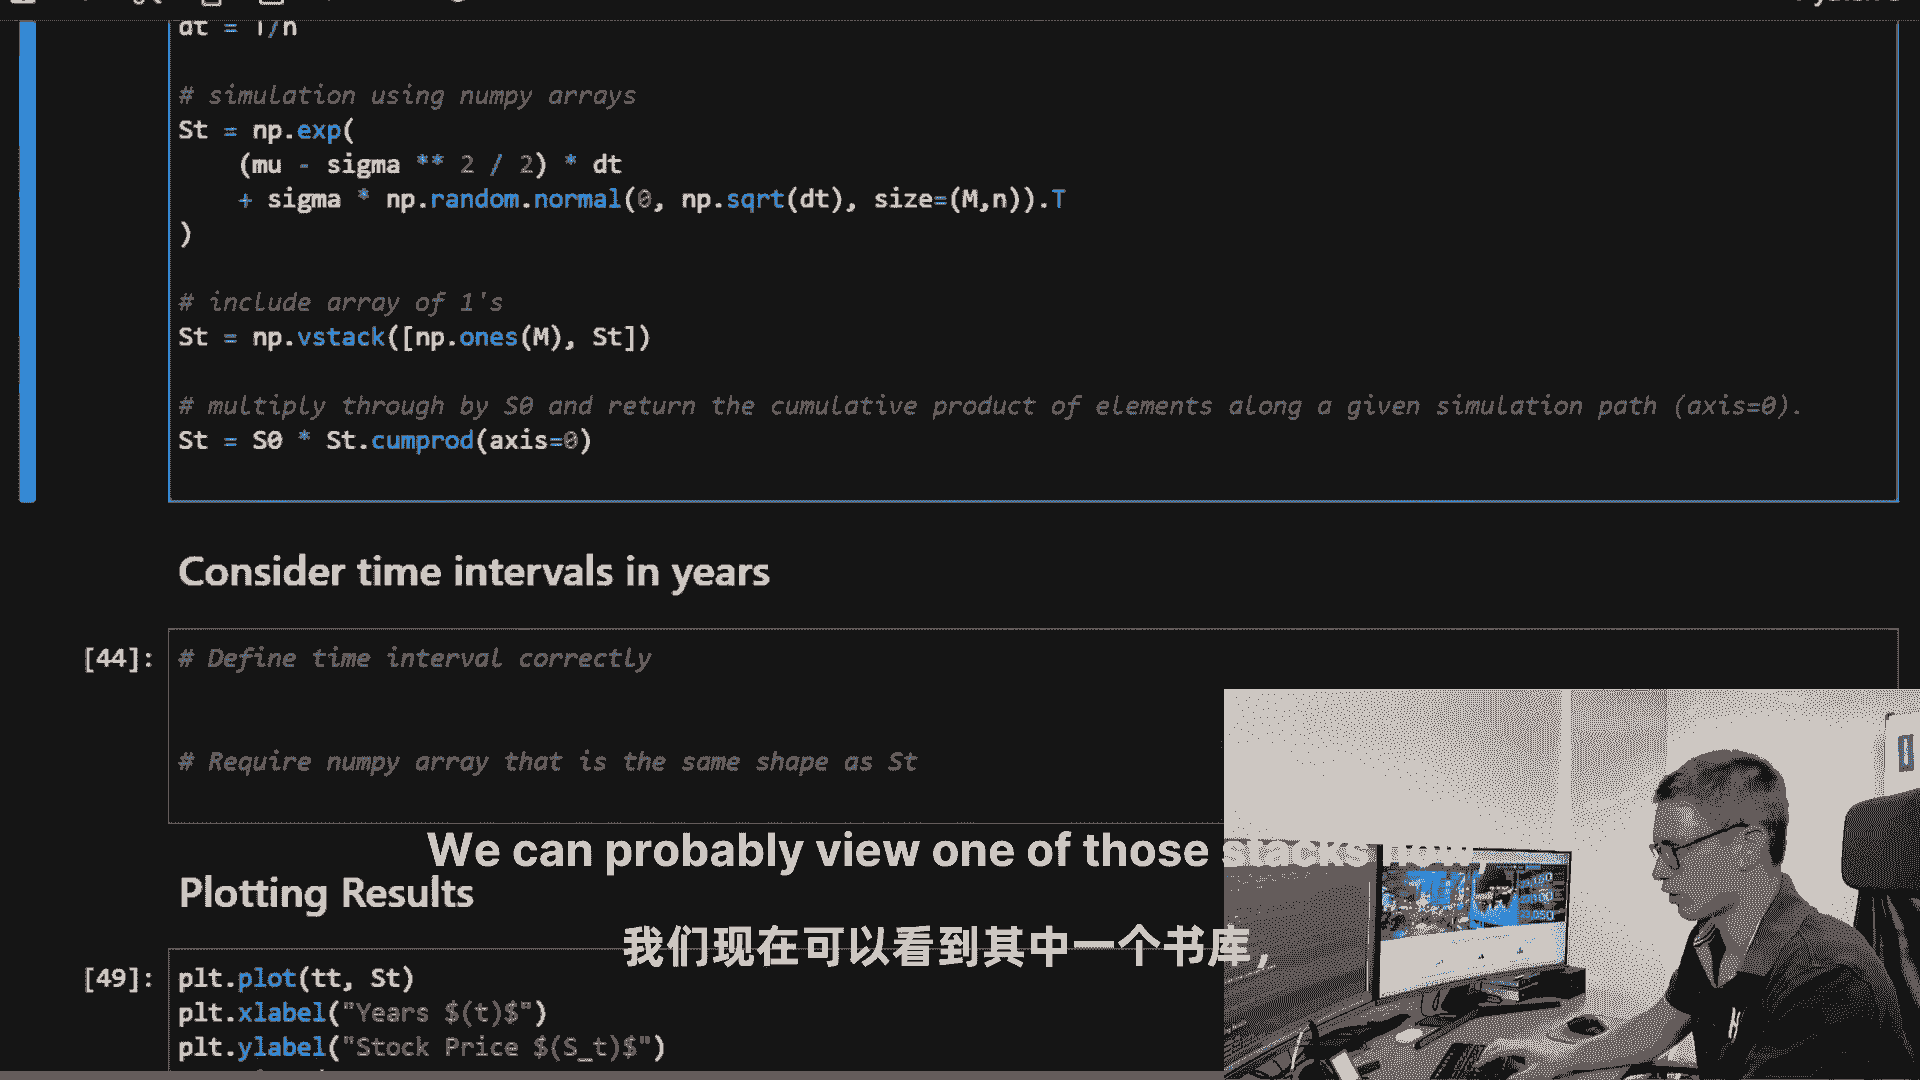 dt = T/n
# simulation using numpy arrays
St = np.exp(
(mu - sigma ** 2 / 2) * dt
+ sigma * np.random.normal(0, np.sqrt(dt), size=(M,n)).T
)
# include array of 1's
St = np.vstack([np.ones(M), St])
# multiply through by S0 and return the cumulative product of elements along a given simulation path (axis=0).
St = S0 * St.cumprod(axis=0)
Consider time intervals in years
[44]: # Define time interval correctly
# Require numpy array that is the same shape as St
We can probably view one of those stacks now,
Plotting Results
我们现在可以看到其中一个书库,
[49]: plt.plot(tt, St)
plt.xlabel("Years $(t)$")
plt.ylabel("Stock Price $(S_t)$")